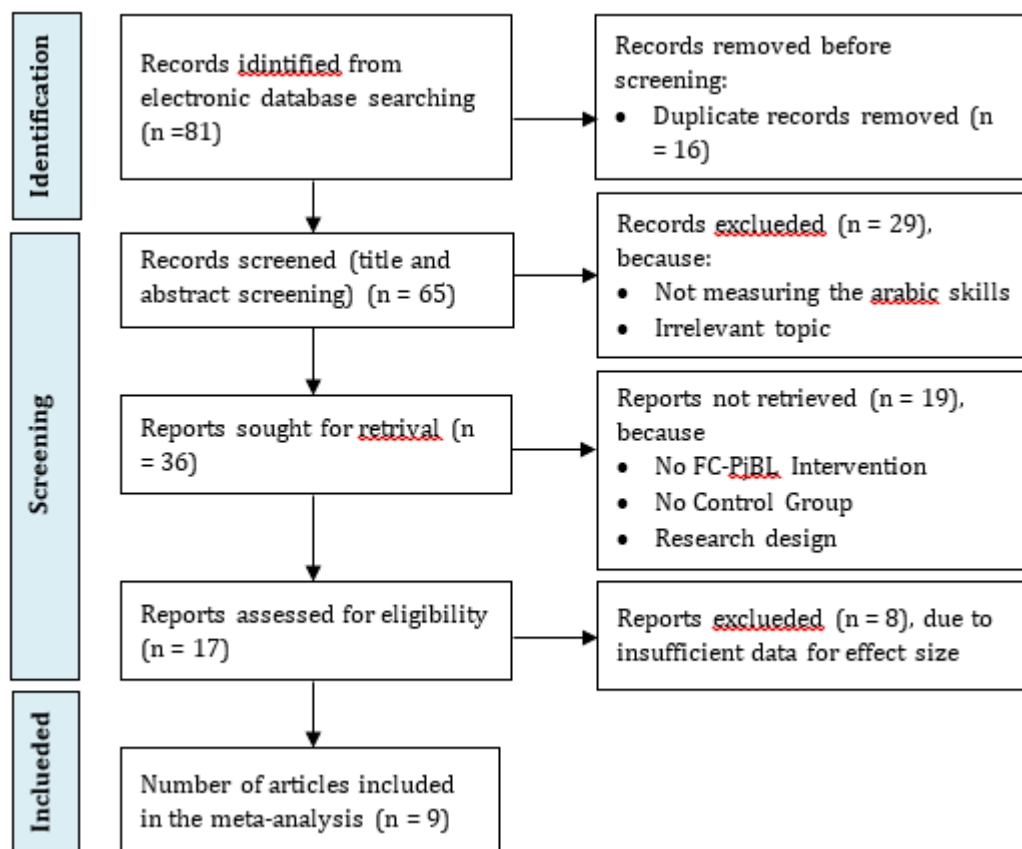 Identification
Records idintified from
electronic database searching
(n =81)
Records removed before
screening:
• Duplicate records removed (n
= 16)
Screening
Records screened (title and
abstract screening) (n = 65)
Records exclueded (n = 29),
because:
• Not measuring the arabic skills
• Irrelevant topic
Reports sought for retrival (n
= 36)
Reports not retrieved (n = 19),
because
• No FC-PjBL Intervention
• No Control Group
• Research design
Reports assessed for eligibility
(n = 17)
Reports exclueded (n = 8), due to
insufficient data for effect size
Inclueded
Number of articles included
in the meta-analysis (n = 9)